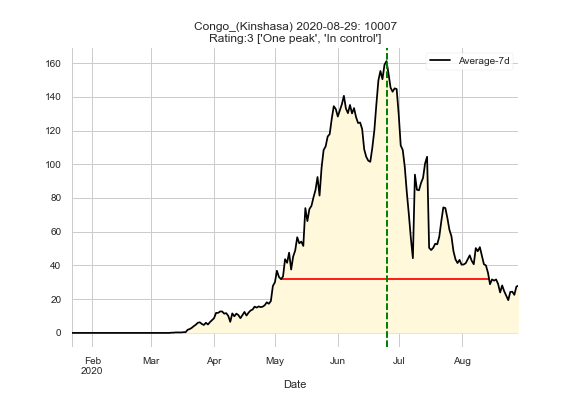 Congo_(Kinshasa) 2020-08-29: 10007
Rating:3 ['One peak', 'In control']
Average-7d
160
140
120
100
80
60
40
20
0
Feb Mar Apr May Jun Jul Aug
2020
Date